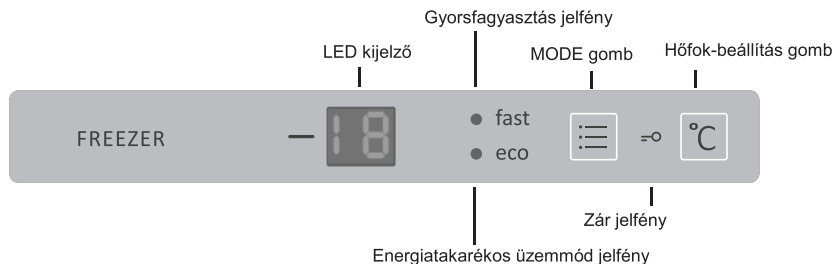 Gyorsfagyasztás jelfény
LED kijelző
MODE gomb
Hőfok-beállítás gomb
FREEZER
-18
fast
eco
°C
Zár jelfény
Energiatakarékos üzemmód jelfény